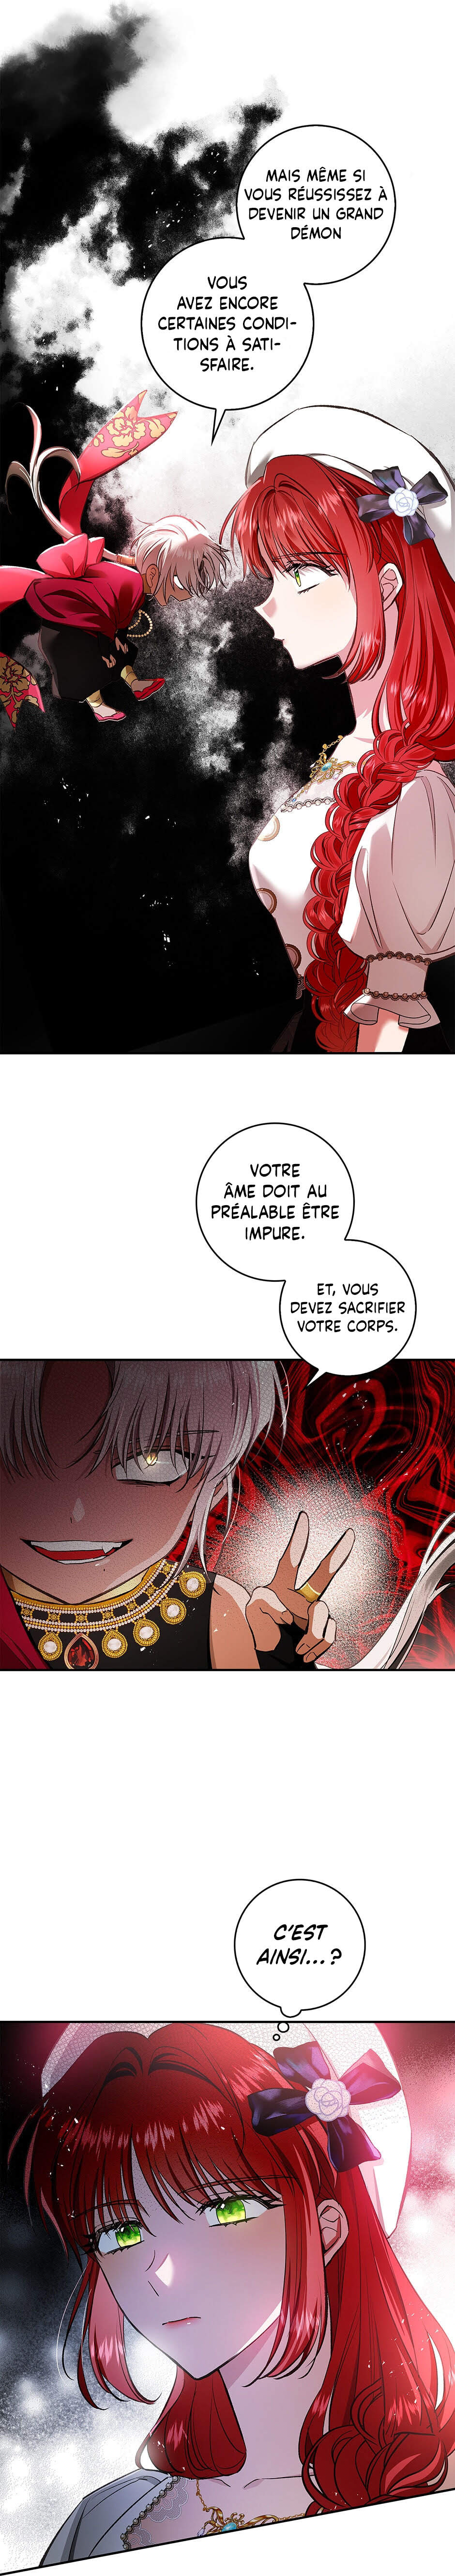 MAIS MÊME SI
VOUS RÉUSSISSEZ À
DEVENIR UN GRAND
DÉMON
VOUS
AVEZ ENCORE
CERTAINES CONDI-
TIONS À SATI-
SFAIRE.
VOTRE
ÂME DOIT AU
PRÉALABLE ÊTRE
IMPURE.
ET, VOUS
DEVEZ SACRIFIER
VOTRE CORPS.
C'EST
AINSI...?